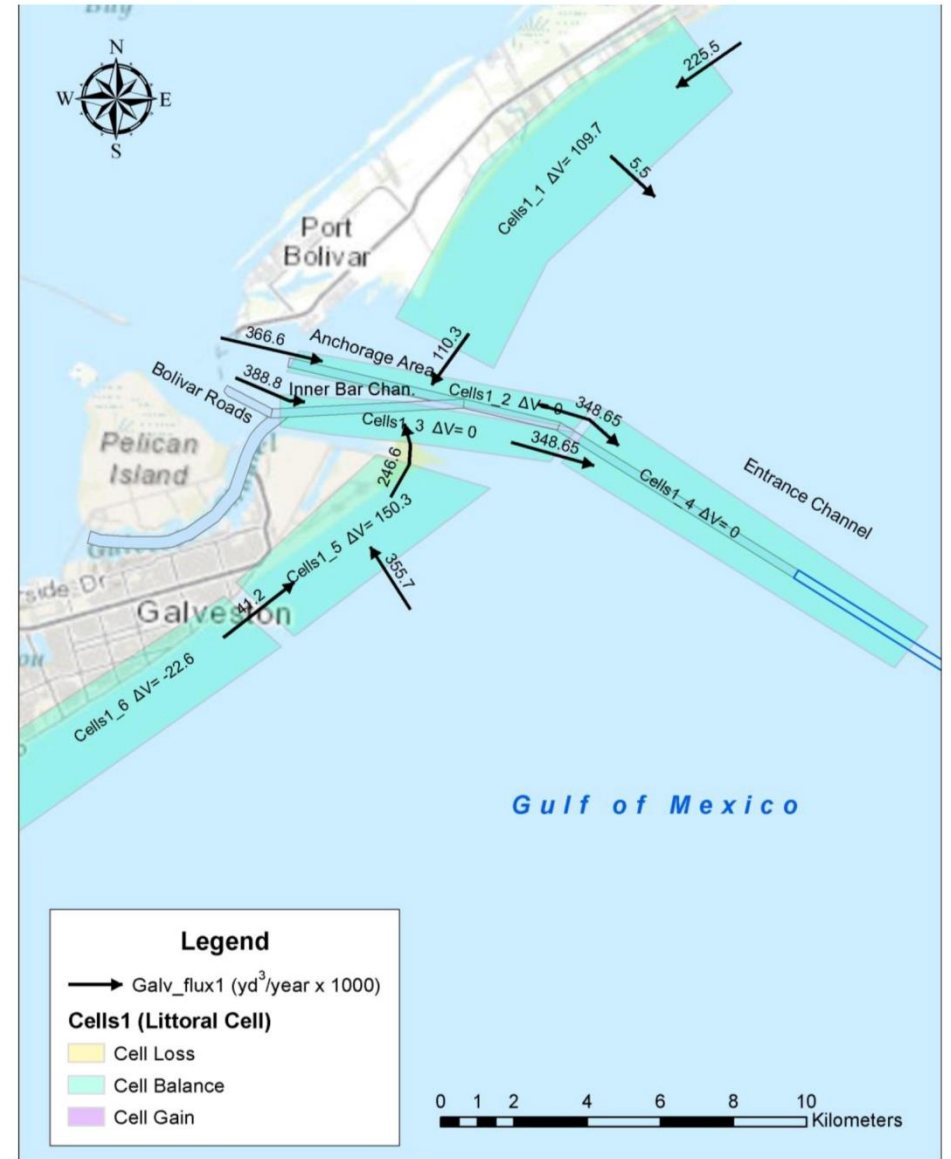 Bay
N
W
E
S
225.5
Cells1_1 ΔV= 109.7
5.5
Port
Bolivar
366.6
Anchorage Area
110.3
388.8
Inner Bar Chan.
Bolivar Roads
Cells1_2 ΔV= 0
348.65
Cells1_3 ΔV= 0
348.65
Pelican
Island
246.6
Cells1_4 ΔV= 0
Entrance Channel
Cells1_5 ΔV= 150.3
355.7
41.2
Galveston
Cells1_6 ΔV= -22.6
Gulf of Mexico
Legend
Galv_flux1 (yd³/year x 1000)
Cells1 (Littoral Cell)
Cell Loss
Cell Balance
Cell Gain
0 1 2 4 6 8 10
Kilometers